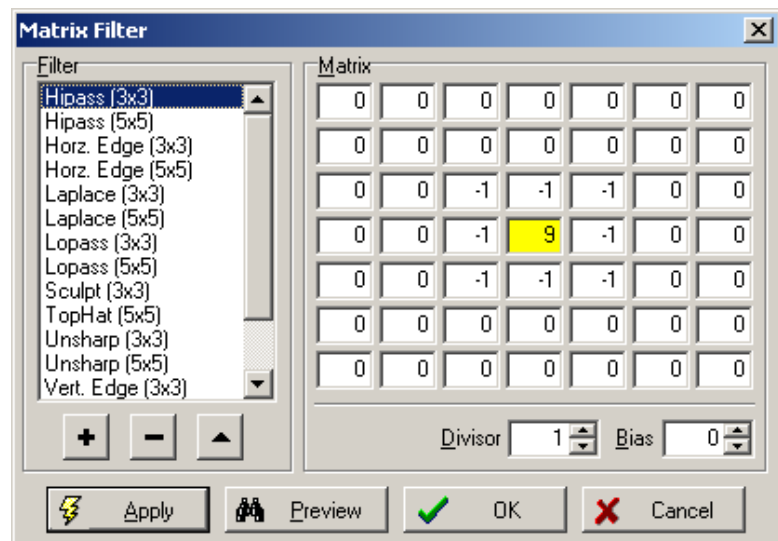 Matrix Filter
Filter
Hipass (3x3)
Hipass (5x5)
Horz. Edge (3x3)
Horz. Edge (5x5)
Laplace (3x3)
Laplace (5x5)
Lopass (3x3)
Lopass (5x5)
Sculpt (3x3)
TopHat (5x5)
Unsharp (3x3)
Unsharp (5x5)
Vert. Edge (3x3)
Matrix
0 0 0 0 0 0 0
0 0 0 0 0 0 0
0 0 -1 -1 -1 0 0
0 0 -1 9 -1 0 0
0 0 -1 -1 -1 0 0
0 0 0 0 0 0 0
0 0 0 0 0 0 0
Divisor 1 Bias 0
Apply Preview OK Cancel